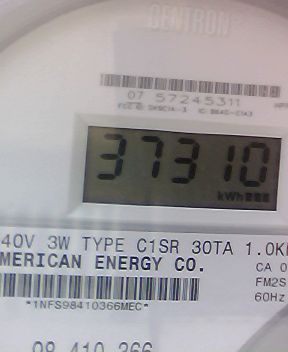 CENTRON
07 57245311
37310
kWh
40V 3W TYPE C1SR 30TA 1.0K
MERICAN ENERGY CO.
CA 0
FM2S
60Hz
*1NFS98410366MEC*
98 410 366